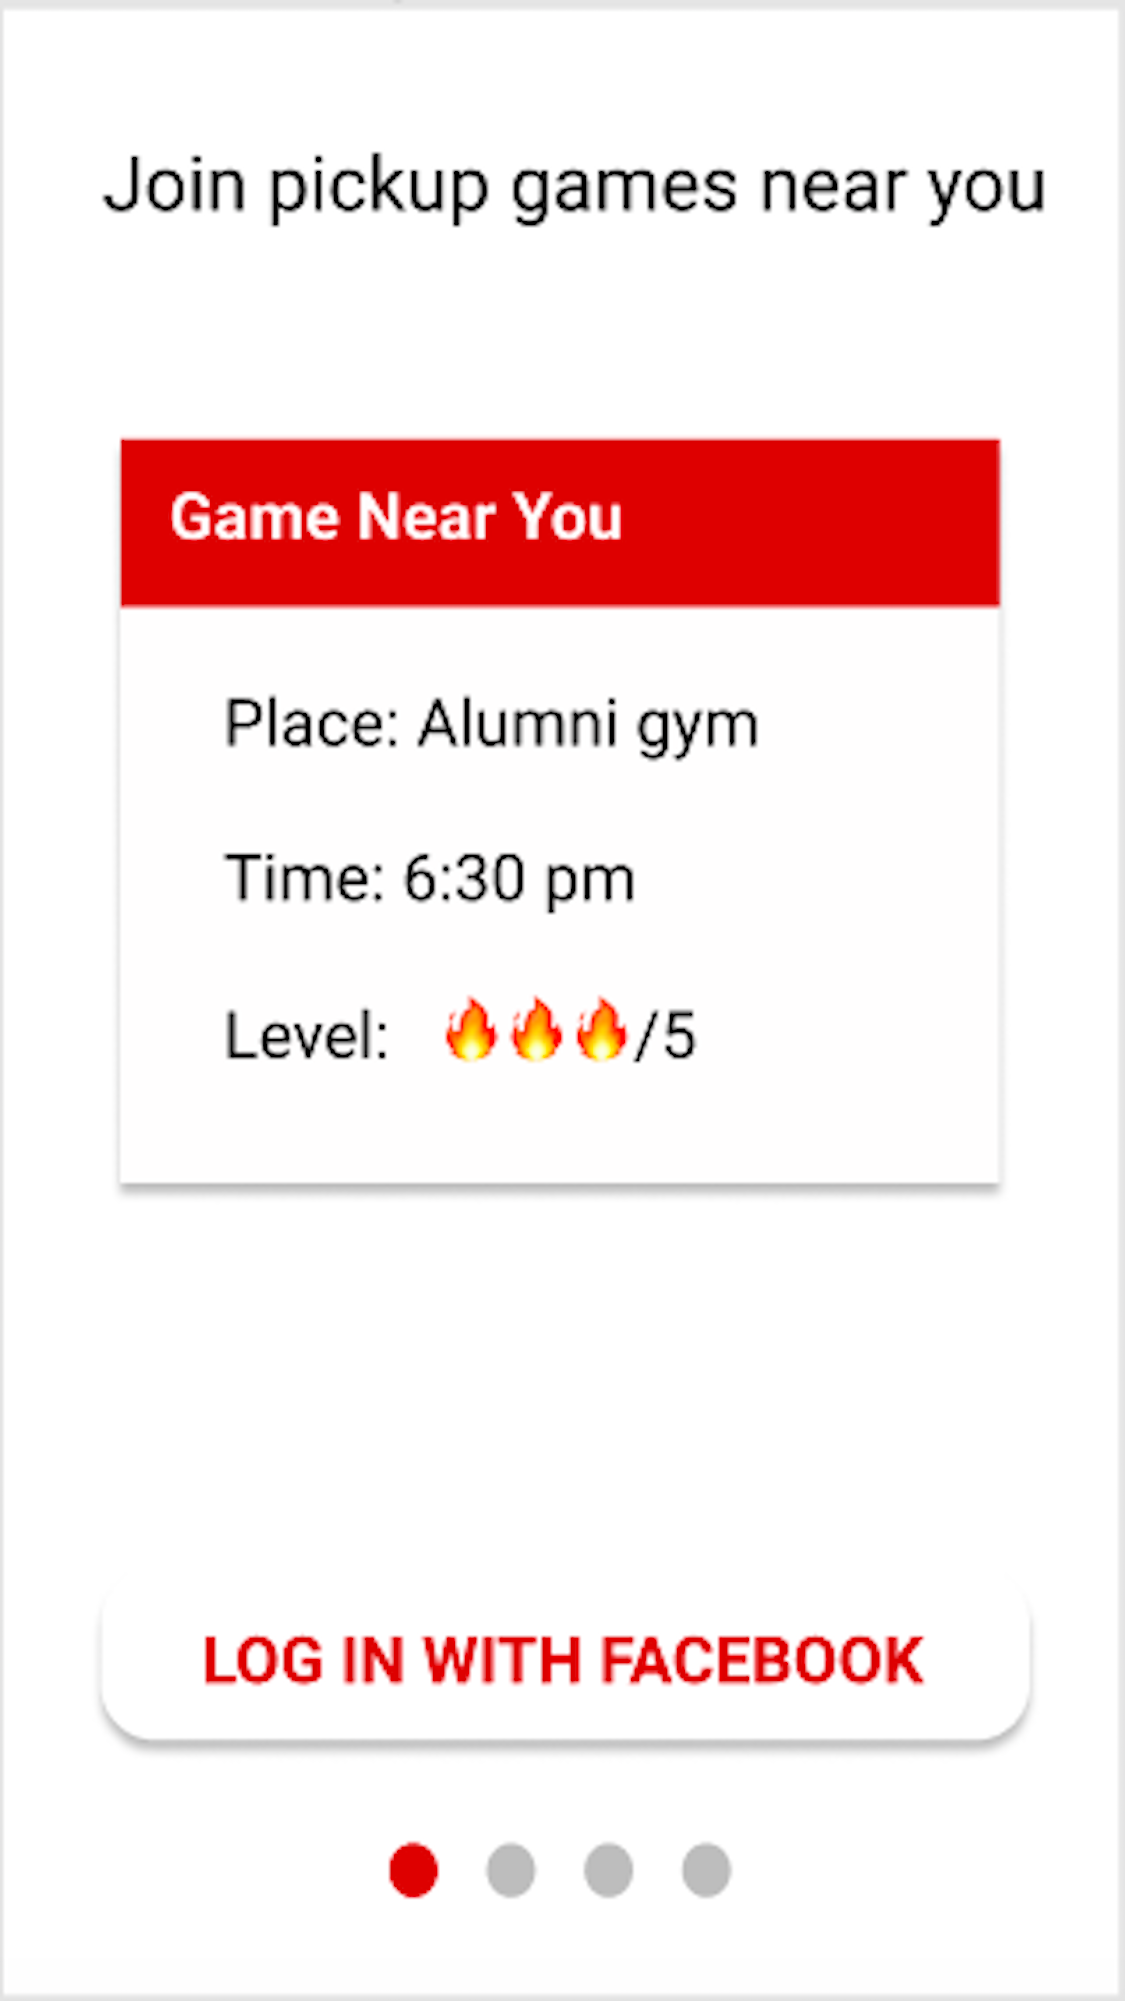 Join pickup games near you
Game Near You
Place: Alumni gym
Time: 6:30 pm
Level: 🔥🔥🔥/5
LOG IN WITH FACEBOOK